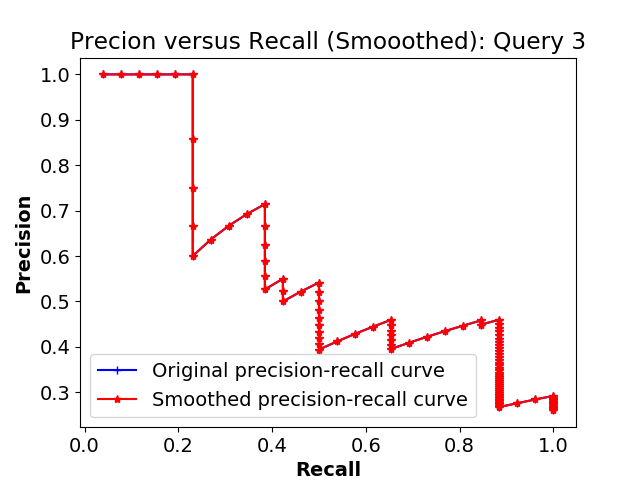 Precion versus Recall (Smooothed): Query 3
1.0
0.9
0.8
0.7
0.6
0.5
0.4
0.3
Precision
Original precision-recall curve
Smoothed precision-recall curve
0.0 0.2 0.4 0.6 0.8 1.0
Recall